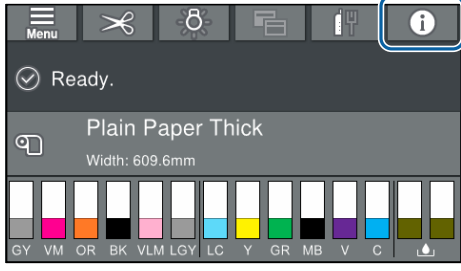 Menu
i
Ready.
Plain Paper Thick
Width: 609.6mm
GY VM OR BK VLM LGY LC Y GR MB V C